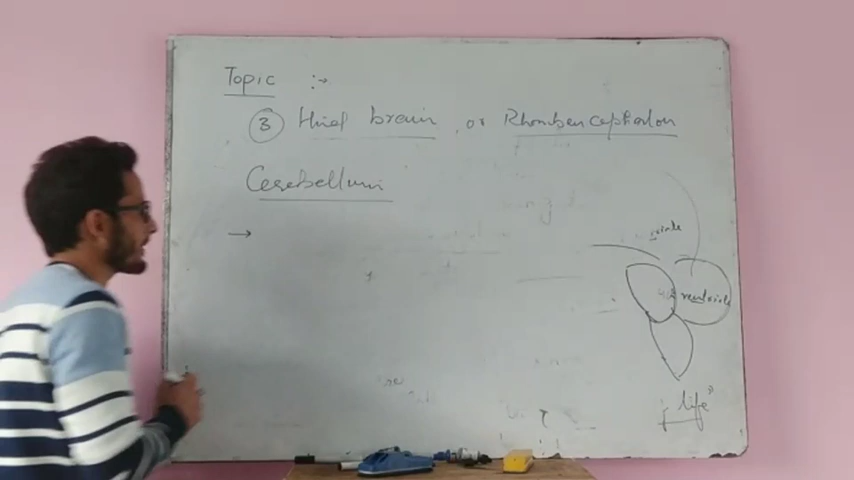 Topic :→
③ Hind brain, or Rhombencephalon
Cerebellum
→
ventricle
life